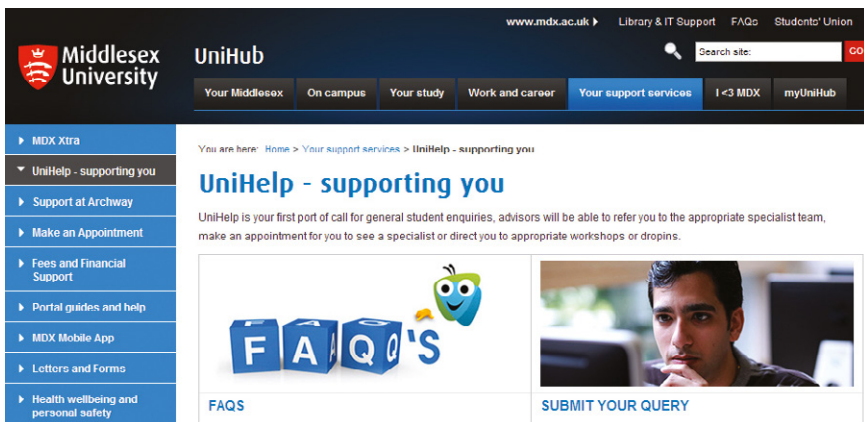 www.mdx.ac.uk Library & IT Support FAQs Students' Union
Middlesex
University
UniHub
Search site:
GO
Your Middlesex On campus Your study Work and career Your support services I <3 MDX myUniHub
MDX Xtra
UniHelp - supporting you
Support at Archway
Make an Appointment
Fees and Financial
Support
Portal guides and help
MDX Mobile App
Letters and Forms
Health wellbeing and
personal safety
You are here: Home > Your support services > UniHelp - supporting you
UniHelp - supporting you
UniHelp is your first port of call for general student enquiries, advisors will be able to refer you to the appropriate specialist team,
make an appointment for you to see a specialist or direct you to appropriate workshops or dropins.
FAQ'S
FAQS
SUBMIT YOUR QUERY